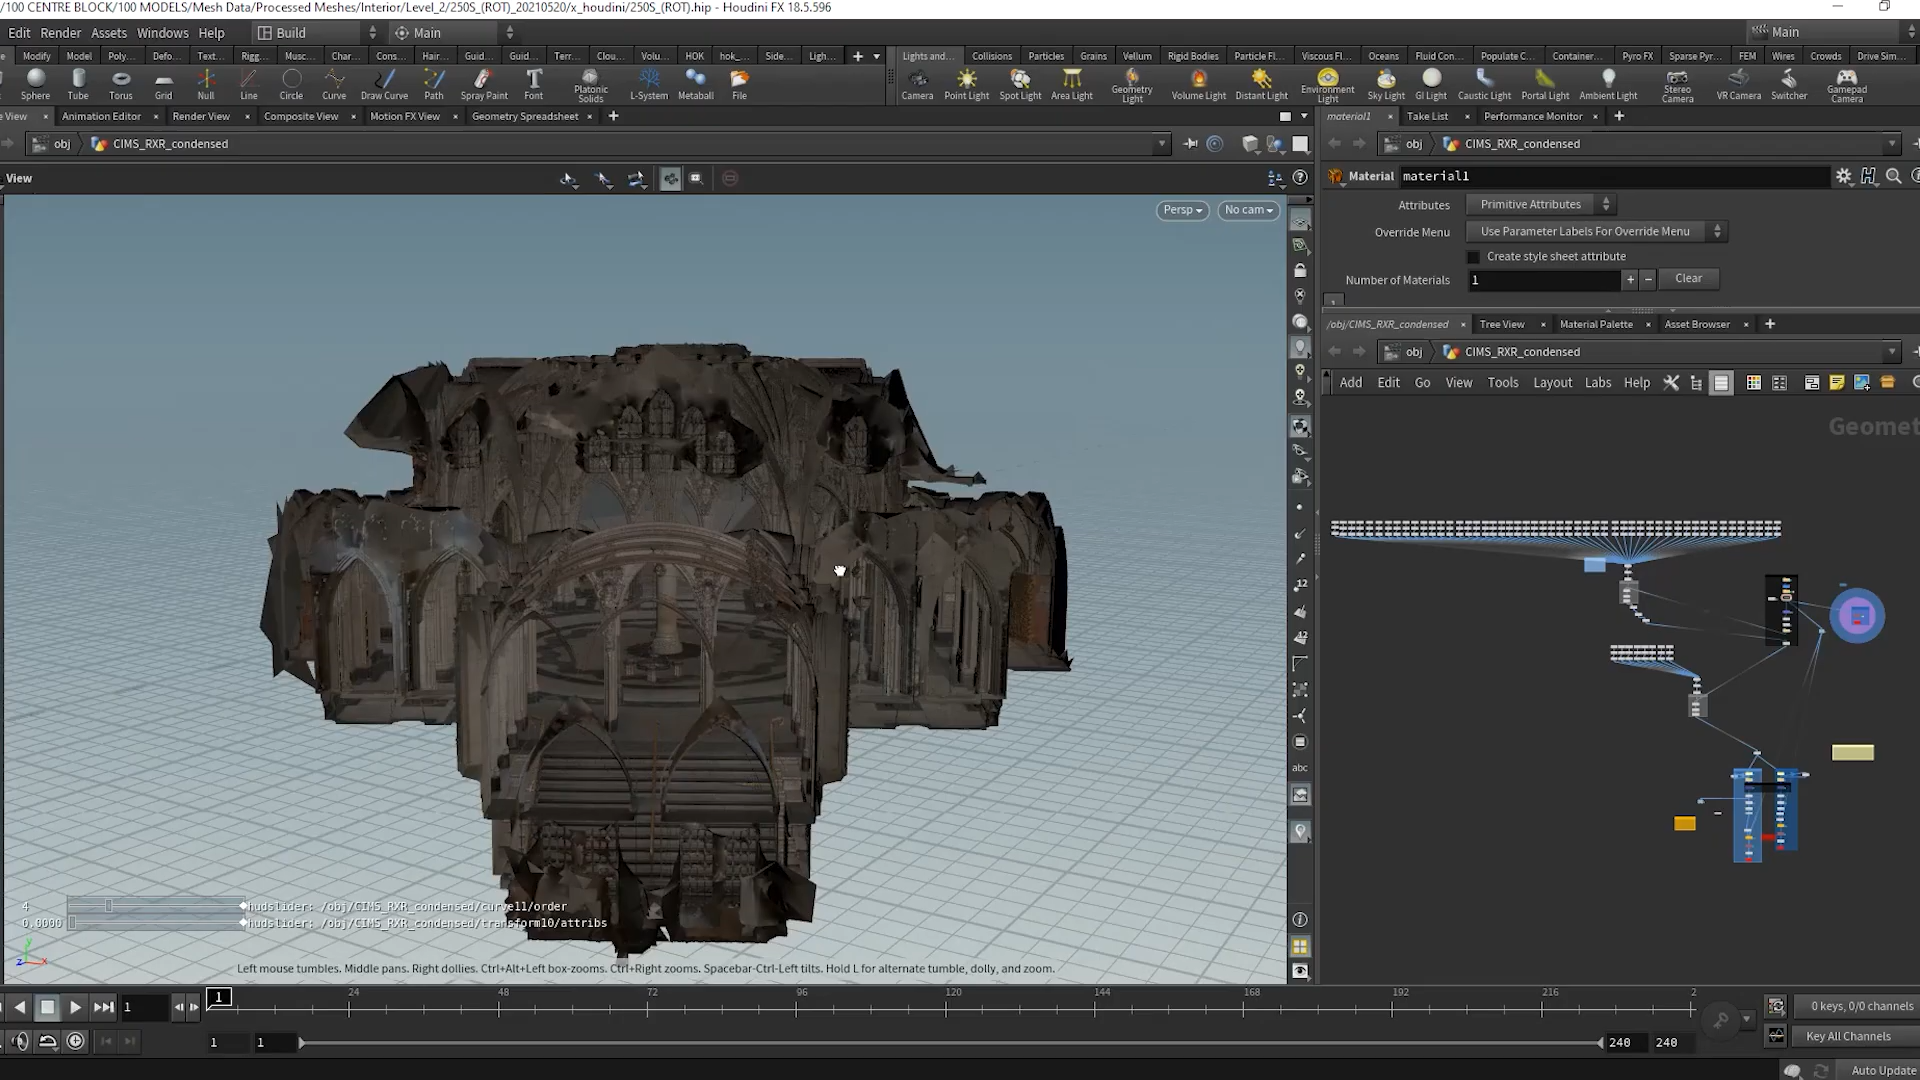 /100 CENTRE BLOCK/100 MODELS/Mesh Data/Processed Meshes/Interior/Level_2/250S_(ROT)_20210520/x_houdini/250S_(ROT).hip - Houdini FX 18.5.596
Edit Render Assets Windows Help Build Main Main
Modify Model Poly... Defo... Text... Rigg... Musc... Char... Cons... Hair... Guid... Guid... Terr... Clou... Volu... HOK hok_... Side... Ligh...
Lights and... Collisions Particles Grains Vellum Rigid Bodies Particle Fl... Viscous Fl... Oceans Fluid Con... Populate C... Container... Pyro FX Sparse Pyr... FEM Wires Crowds Drive Sim...
Sphere Tube Torus Grid Null Line Circle Curve Draw Curve Path Spray Paint Font Platonic Solids L-System Metaball File
Camera Point Light Spot Light Area Light Geometry Light Volume Light Distant Light Environment Light Sky Light GI Light Caustic Light Portal Light Ambient Light Stereo Camera VR Camera Switcher Gamepad Camera
e View Animation Editor Render View Composite View Motion FX View Geometry Spreadsheet
material1 Take List Performance Monitor
obj CIMS_RXR_condensed
obj CIMS_RXR_condensed
View
Material material1
Attributes Primitive Attributes
Override Menu Use Parameter Labels For Override Menu
Create style sheet attribute
Number of Materials 1 + − Clear
Persp No cam
/obj/CIMS_RXR_condensed Tree View Material Palette Asset Browser
obj CIMS_RXR_condensed
Add Edit Go View Tools Layout Labs Help
Geomet
12
12
abc
4 hudslider: /obj/CIMS_RXR_condensed/curve11/order
0.0000 hudslider: /obj/CIMS_RXR_condensed/transform10/attribs
y
z x
Left mouse tumbles. Middle pans. Right dollies. Ctrl+Alt+Left box-zooms. Ctrl+Right zooms. Spacebar-Ctrl-Left tilts. Hold L for alternate tumble, dolly, and zoom.
1 1 24 48 72 96 120 144 168 192 216 2
0 keys, 0/0 channels
1 1 240 240
Key All Channels
Auto Update